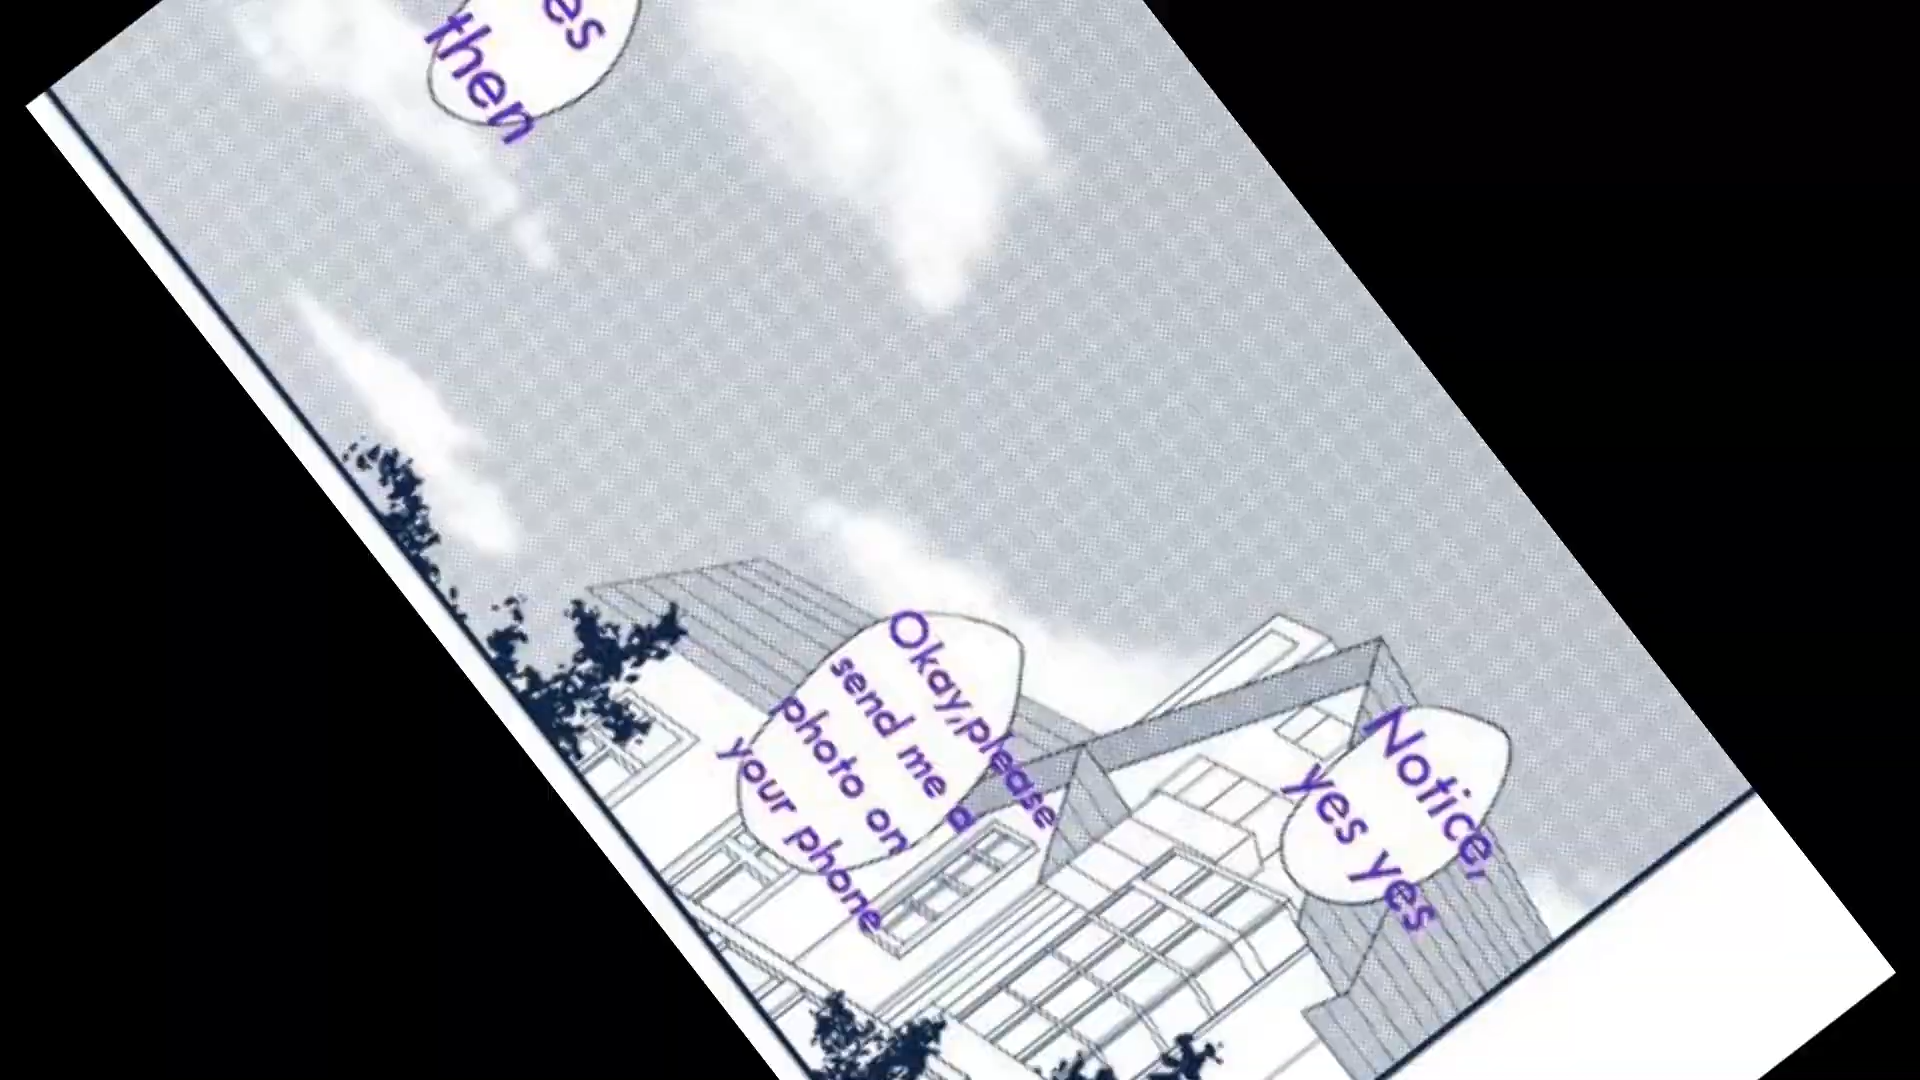 then
Okay,please
send me a
photo on
your phone
Notice,
yes yes